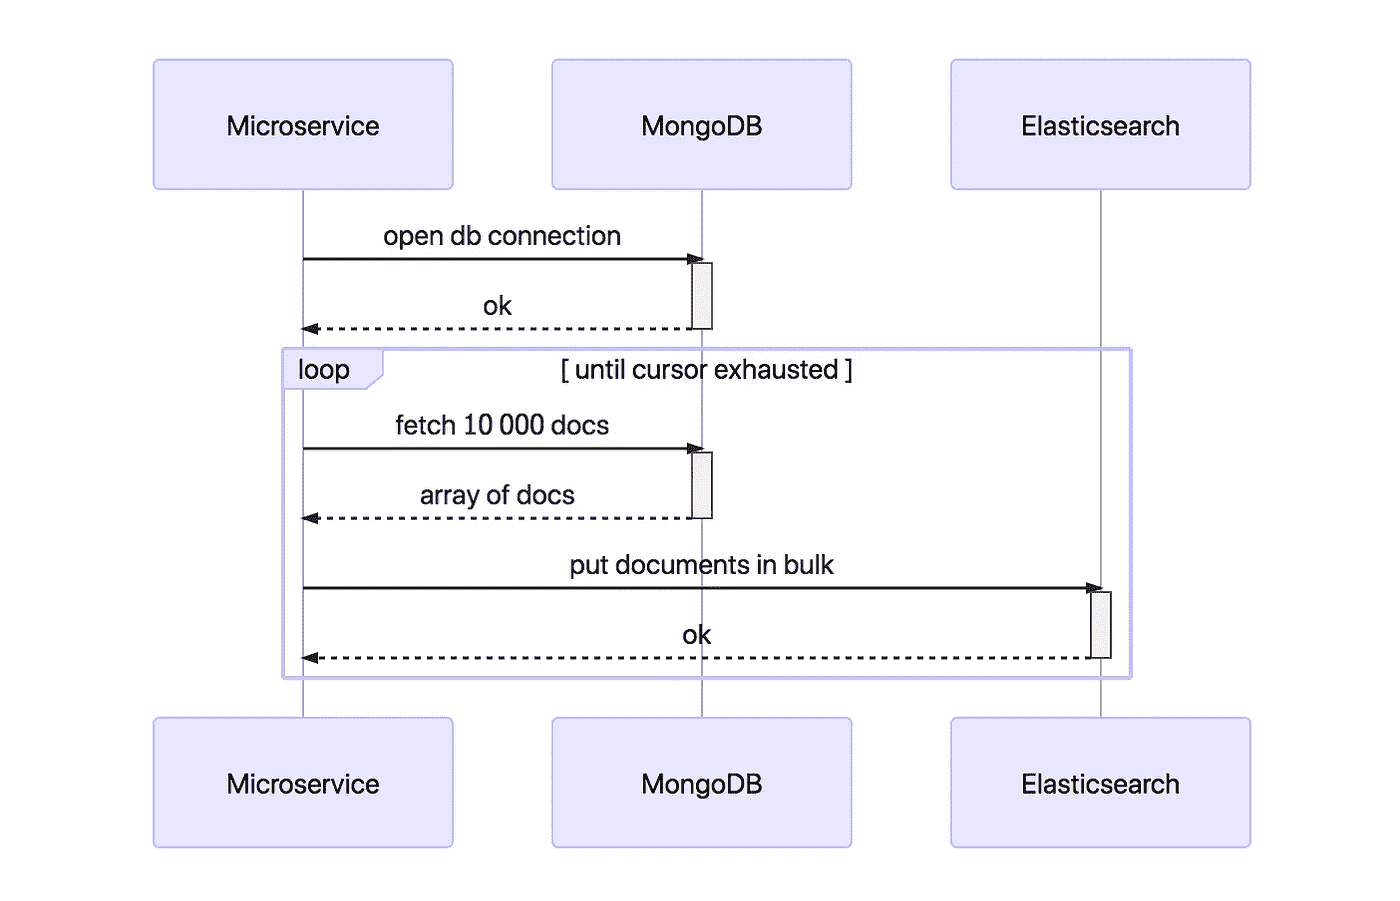 Microservice
MongoDB
Elasticsearch
open db connection
ok
loop
[ until cursor exhausted ]
fetch 10 000 docs
array of docs
put documents in bulk
ok
Microservice
MongoDB
Elasticsearch